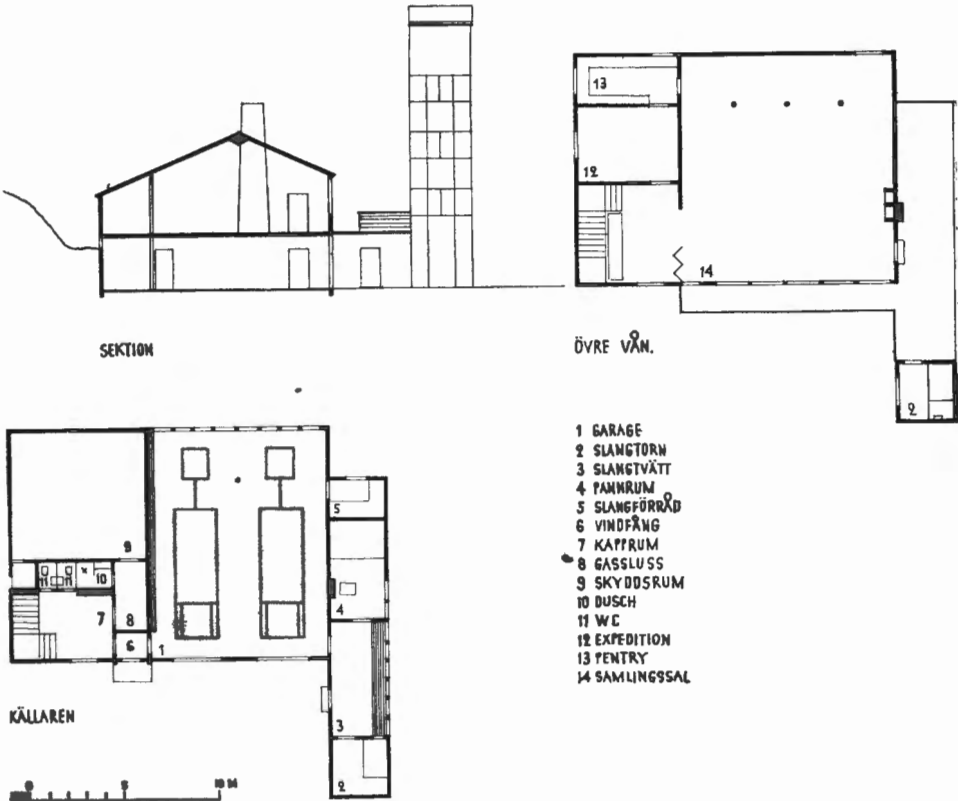 SEKTION
13
12
14
ÖVRE VÅN.
2
1 GARAGE
2 SLANGTORN
3 SLANGTVÄTT
4 PANNRUM
5 SLANGFÖRRÅD
6 VINDFÅNG
7 KAPPRUM
8 GASSLUSS
9 SKYDDSRUM
10 DUSCH
11 WC
12 EXPEDITION
13 PENTRY
14 SAMLINGSSAL
9
11 11 10
7 8
6 1
5
4
3
2
KÄLLAREN
0 5 10 M